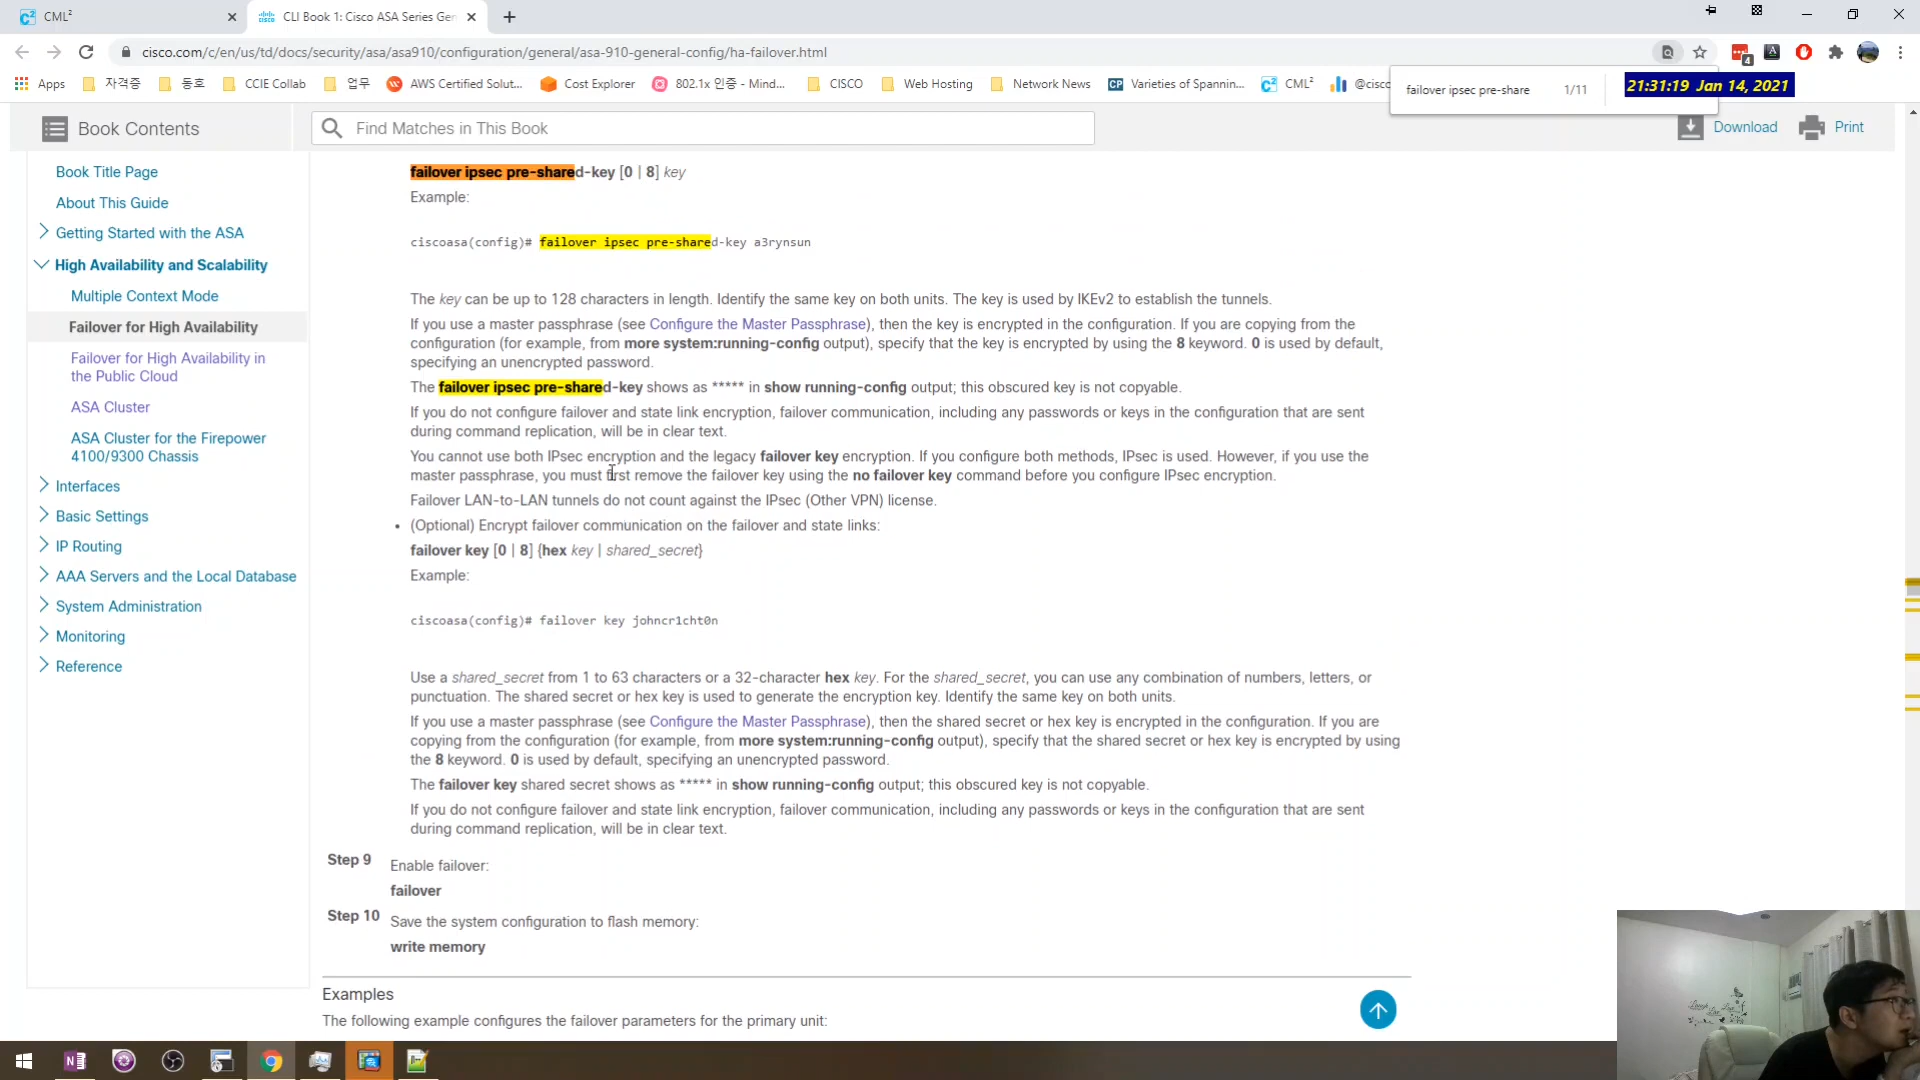 CML²
CLI Book 1: Cisco ASA Series Gen
cisco.com/c/en/us/td/docs/security/asa/asa910/configuration/general/asa-910-general-config/ha-failover.html
4
Apps
자격증
동호
CCIE Collab
업무
AWS Certified Solut...
Cost Explorer
802.1x 인증 - Mind...
CISCO
Web Hosting
Network News
CP
Varieties of Spannin...
CML²
@cisco
failover ipsec pre-share
1/11
21:31:19 Jan 14, 2021
Book Contents
Find Matches in This Book
Download
Print
Book Title Page
About This Guide
Getting Started with the ASA
High Availability and Scalability
Multiple Context Mode
Failover for High Availability
Failover for High Availability in
the Public Cloud
ASA Cluster
ASA Cluster for the Firepower
4100/9300 Chassis
Interfaces
Basic Settings
IP Routing
AAA Servers and the Local Database
System Administration
Monitoring
Reference
failover ipsec pre-shared-key [0 | 8] key
Example:
ciscoasa(config)# failover ipsec pre-shared-key a3rynsun
The key can be up to 128 characters in length. Identify the same key on both units. The key is used by IKEv2 to establish the tunnels.
If you use a master passphrase (see Configure the Master Passphrase), then the key is encrypted in the configuration. If you are copying from the
configuration (for example, from more system:running-config output), specify that the key is encrypted by using the 8 keyword. 0 is used by default,
specifying an unencrypted password.
The failover ipsec pre-shared-key shows as ***** in show running-config output; this obscured key is not copyable.
If you do not configure failover and state link encryption, failover communication, including any passwords or keys in the configuration that are sent
during command replication, will be in clear text.
You cannot use both IPsec encryption and the legacy failover key encryption. If you configure both methods, IPsec is used. However, if you use the
master passphrase, you must first remove the failover key using the no failover key command before you configure IPsec encryption.
Failover LAN-to-LAN tunnels do not count against the IPsec (Other VPN) license.
• (Optional) Encrypt failover communication on the failover and state links:
failover key [0 | 8] {hex key | shared_secret}
Example:
ciscoasa(config)# failover key johncr1cht0n
Use a shared_secret from 1 to 63 characters or a 32-character hex key. For the shared_secret, you can use any combination of numbers, letters, or
punctuation. The shared secret or hex key is used to generate the encryption key. Identify the same key on both units.
If you use a master passphrase (see Configure the Master Passphrase), then the shared secret or hex key is encrypted in the configuration. If you are
copying from the configuration (for example, from more system:running-config output), specify that the shared secret or hex key is encrypted by using
the 8 keyword. 0 is used by default, specifying an unencrypted password.
The failover key shared secret shows as ***** in show running-config output; this obscured key is not copyable.
If you do not configure failover and state link encryption, failover communication, including any passwords or keys in the configuration that are sent
during command replication, will be in clear text.
Step 9
Enable failover:
failover
Step 10
Save the system configuration to flash memory:
write memory
Examples
The following example configures the failover parameters for the primary unit: